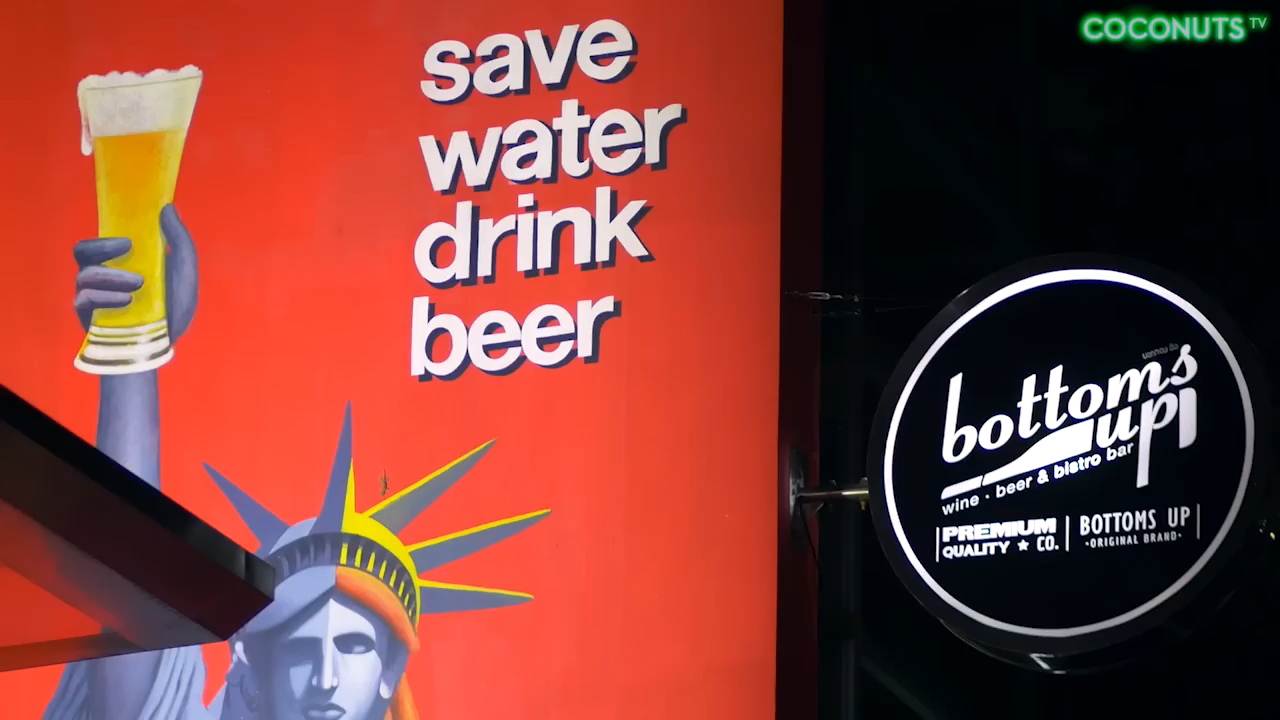 COCONUTS TV
save
water
drink
beer
bottoms
up
wine · beer & bistro bar
PREMIUM
QUALITY ★ CO.
BOTTOMS UP
·ORIGINAL BRAND·